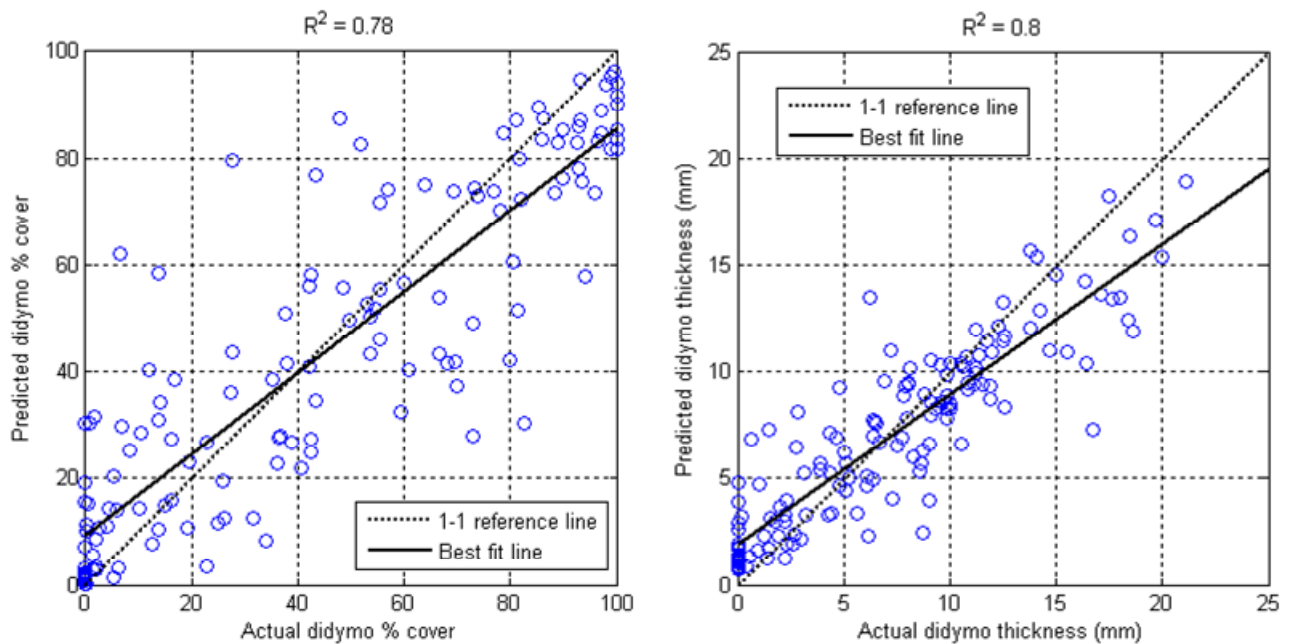 R² = 0.78
100
80
60
40
20
0
0
20
40
60
80
100
Predicted didymo % cover
Actual didymo % cover
1-1 reference line
Best fit line
R² = 0.8
25
20
15
10
5
0
0
5
10
15
20
25
Predicted didymo thickness (mm)
Actual didymo thickness (mm)
1-1 reference line
Best fit line